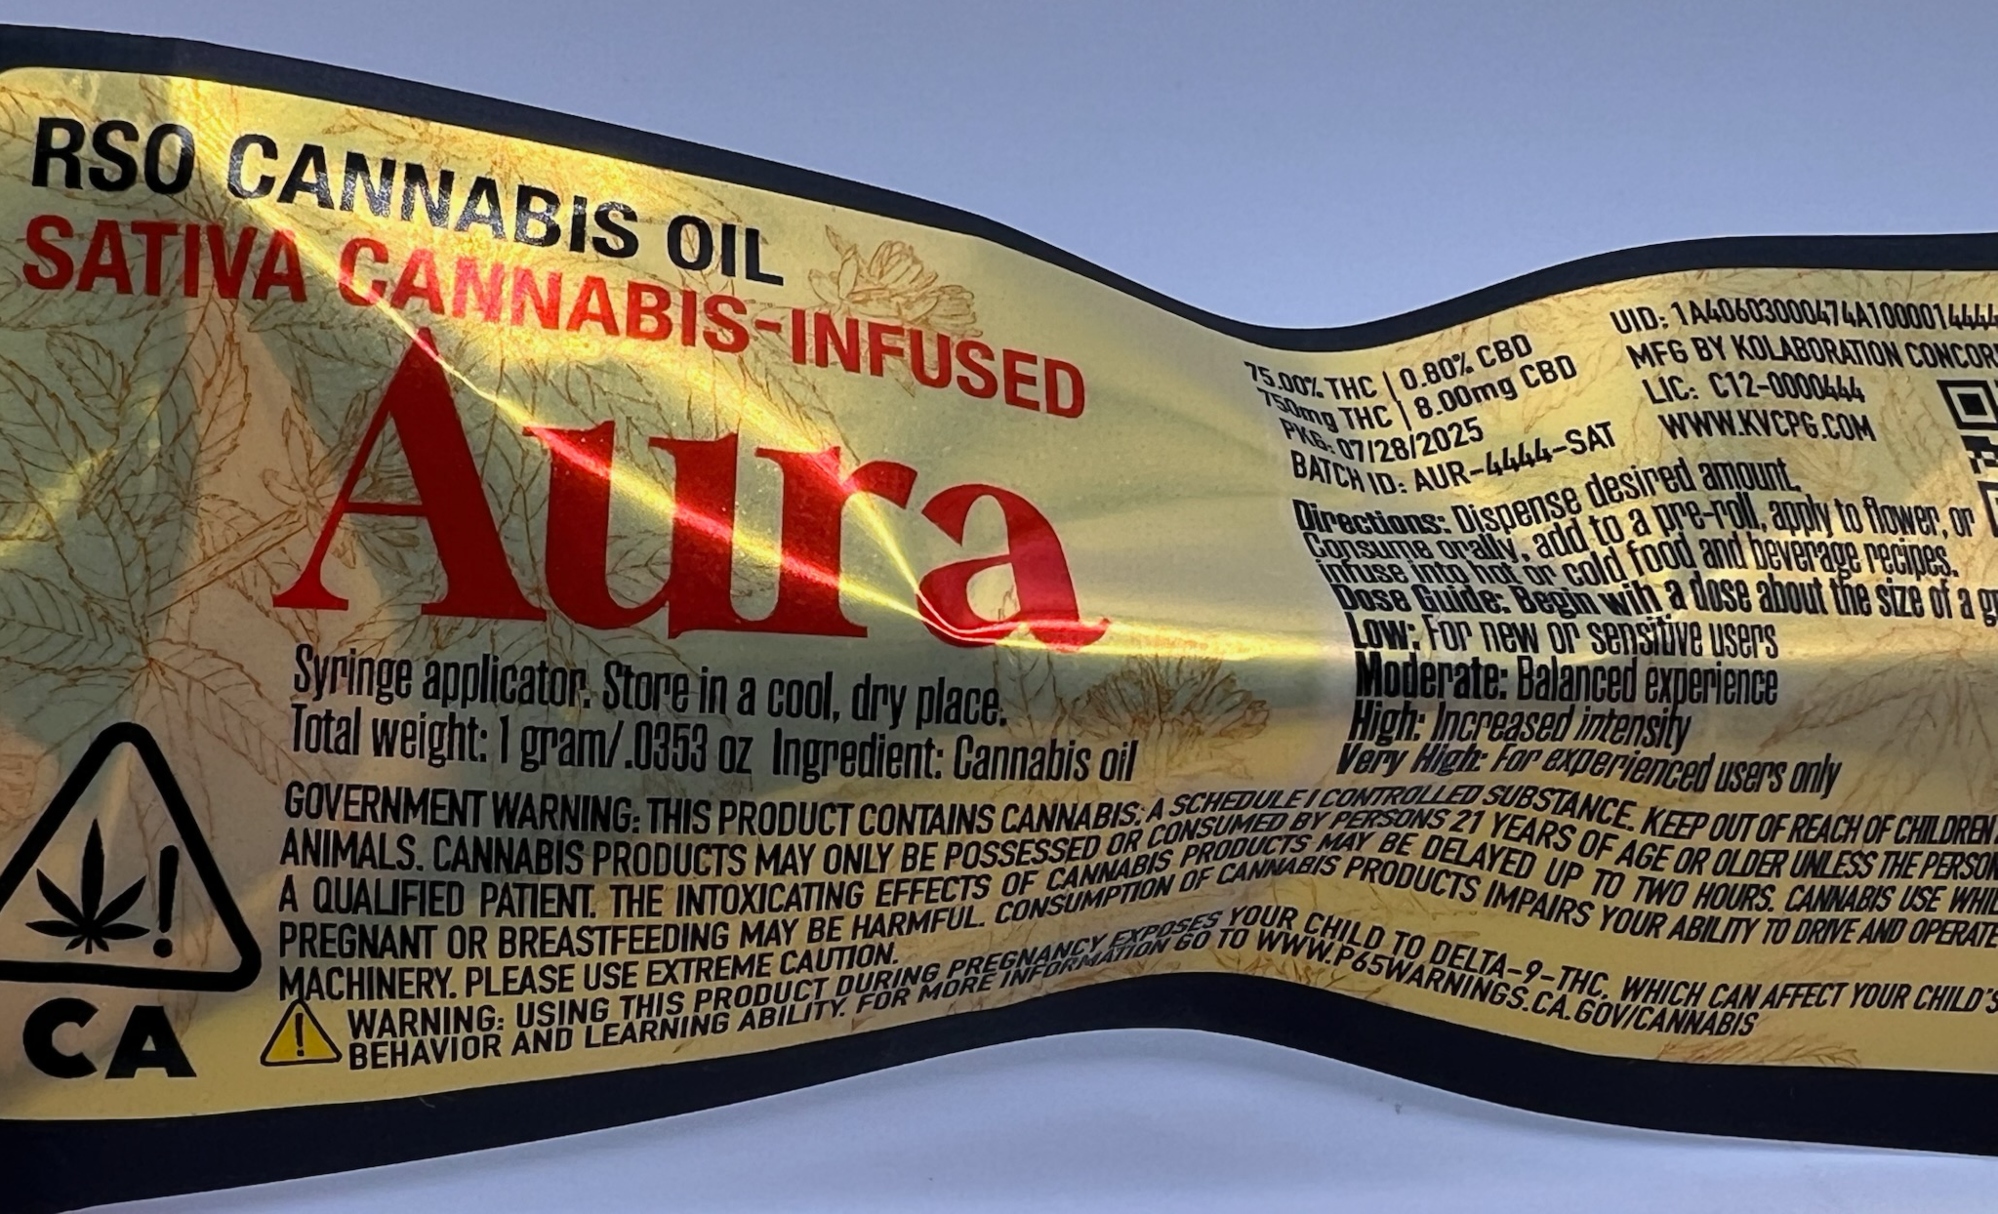 RSO CANNABIS OIL
SATIVA CANNABIS-INFUSED
Aura
Syringe applicator. Store in a cool, dry place.
Total weight: 1 gram/.0353 oz Ingredient: Cannabis oil
75.00% THC | 0.80% CBD
750mg THC | 8.00mg CBD
PKG: 07/28/2025
BATCH ID: AUR-4444-SAT
UID: 1A40603000474A1000014444
MFG BY KOLABORATION
LIC: C12-0000444
WWW.KVCPG.COM
Directions: Dispense desired amount.
Consume orally, add to a pre-roll, apply to flower, or
infuse into hot or cold food and beverage recipes.
Dose Guide: Begin wih a dose about the size of a
Low: For new or sensitive users
Moderate: Balanced experience
High: Increased intensity
Very High: For experienced users only
GOVERNMENT WARNING: THIS PRODUCT CONTAINS CANNABIS; A SCHEDULE I CONTROLLED SUBSTANCE. KEEP OUT OF REACH OF CHILDREN
ANIMALS. CANNABIS PRODUCTS MAY ONLY BE POSSESSED OR CONSUMED BY PERSONS 21 YEARS OF AGE OR OLDER UNLESS THE PERSON
A QUALIFIED PATIENT. THE INTOXICATING EFFECTS OF CANNABIS PRODUCTS MAY BE DELAYED UP TO TWO HOURS. CANNABIS USE
PREGNANT OR BREASTFEEDING MAY BE HARMFUL. CONSUMPTION OF CANNABIS PRODUCTS IMPAIRS YOUR ABILITY TO DRIVE AND OPERATE
MACHINERY. PLEASE USE EXTREME CAUTION.
WARNING: USING THIS PRODUCT DURING PREGNANCY EXPOSES YOUR CHILD TO DELTA-9-THC, WHICH CAN AFFECT YOUR CHILD'S
BEHAVIOR AND LEARNING ABILITY. FOR MORE INFORMATION GO TO WWW.P65WARNINGS.CA.GOV/CANNABIS
CA